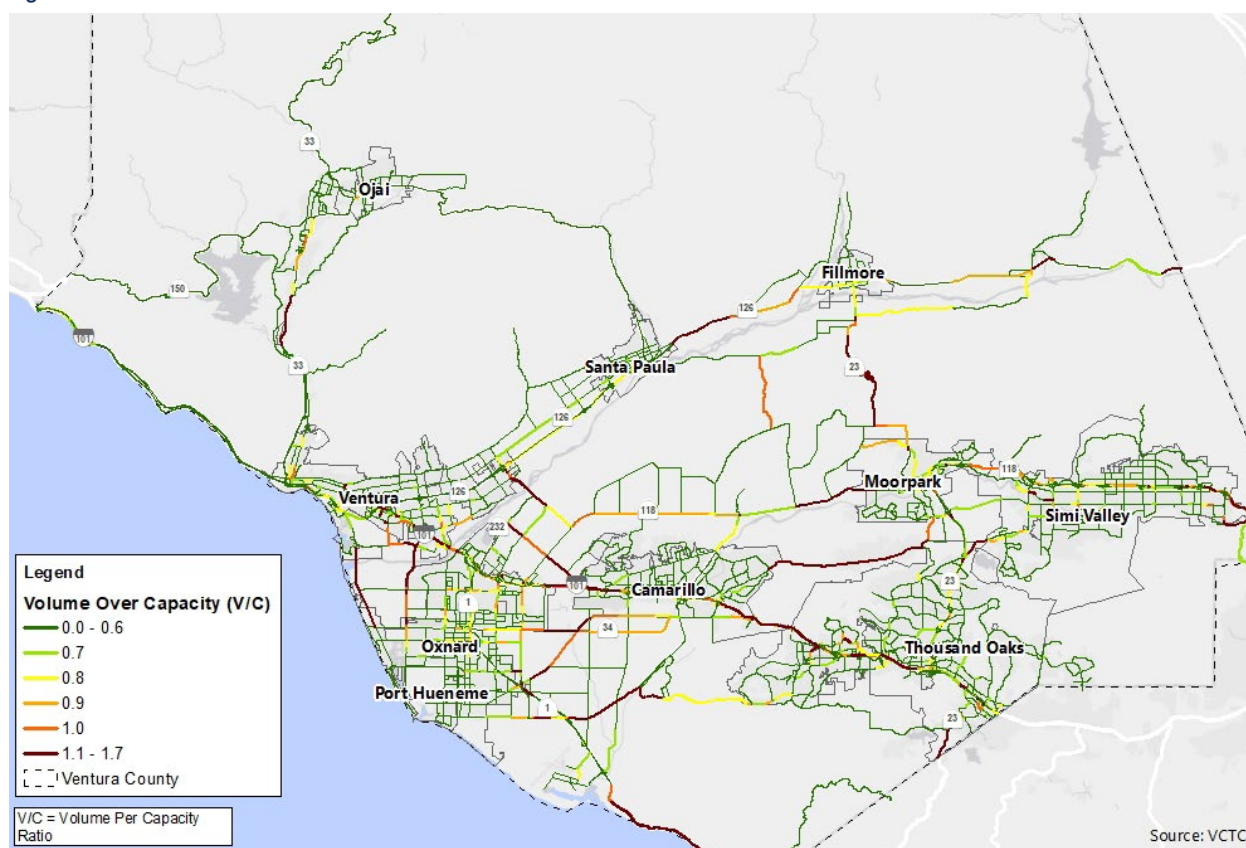 33
Ojai
150
Fillmore
126
101
23
33
Santa Paula
126
118
Moorpark
Ventura
126
Simi Valley
232
118
101
101
Camarillo
23
1
34
Oxnard
Thousand Oaks
Port Hueneme
1
23
Legend
Volume Over Capacity (V/C)
0.0 - 0.6
0.7
0.8
0.9
1.0
1.1 - 1.7
Ventura County
V/C = Volume Per Capacity
Ratio
Source: VCTC